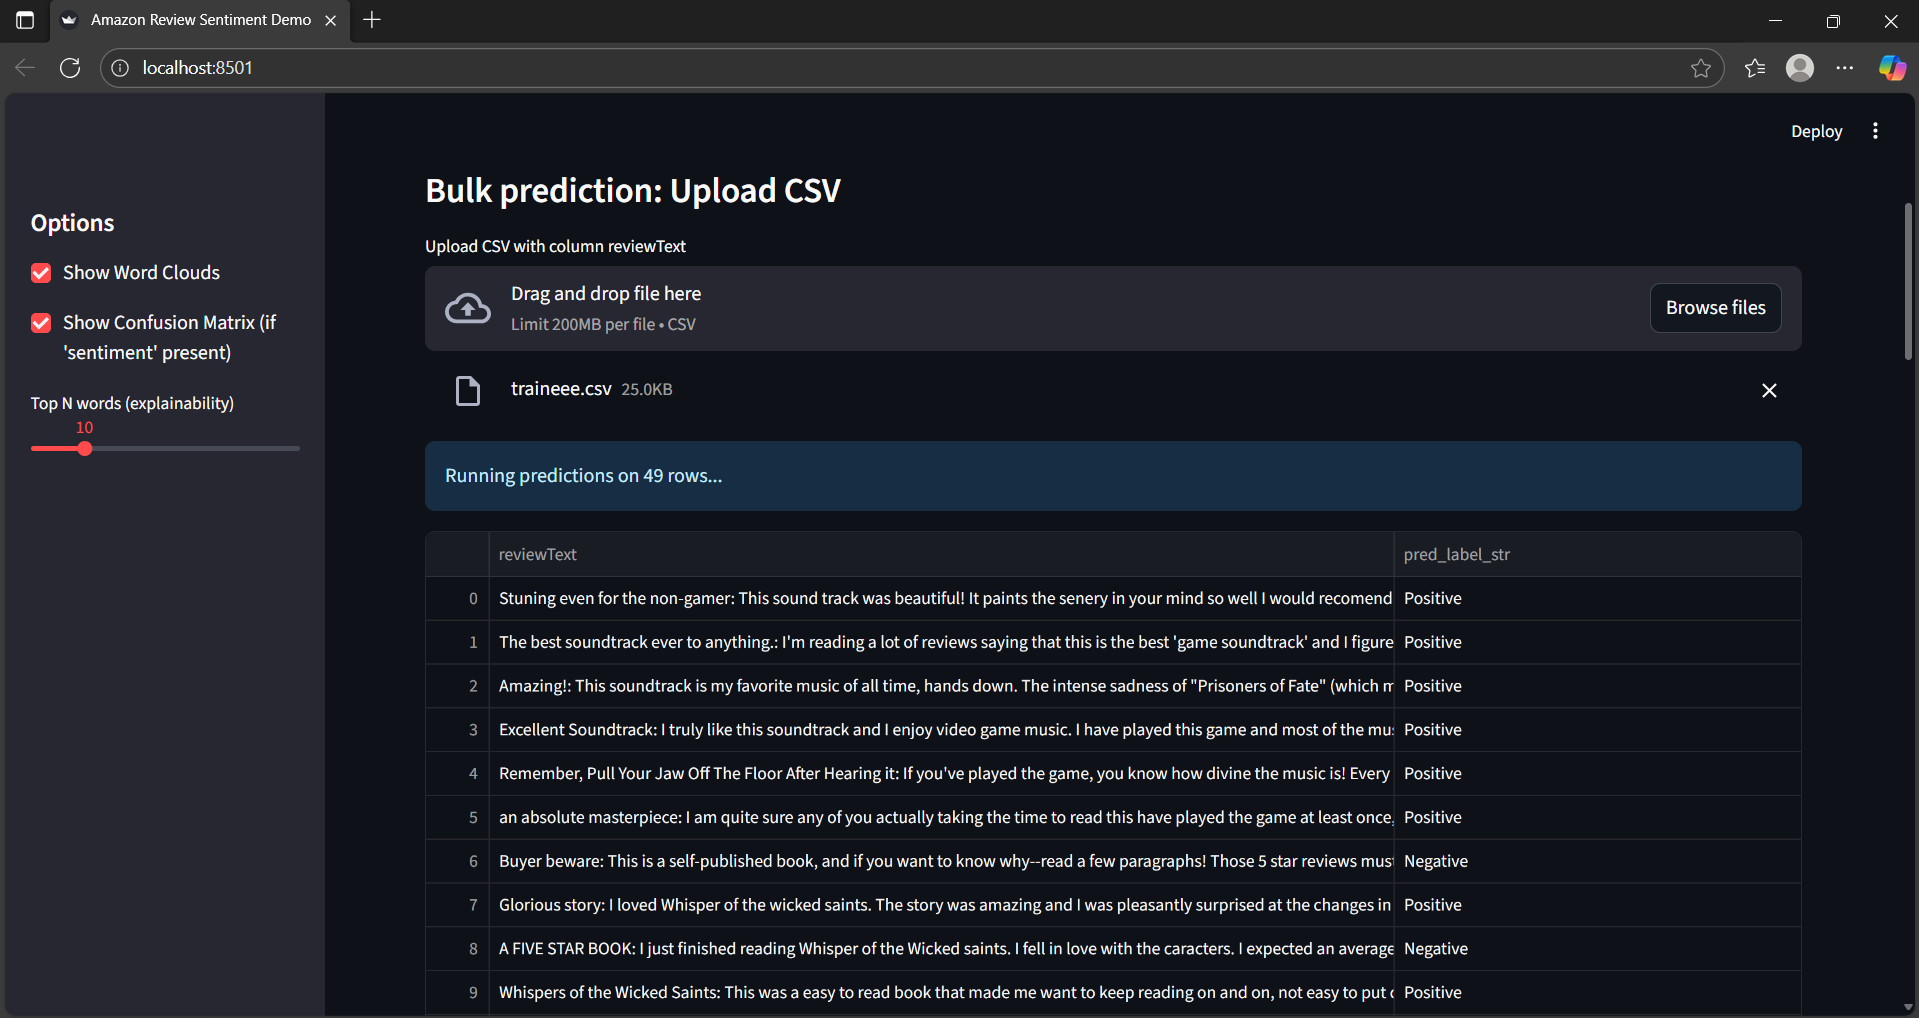 Amazon Review Sentiment Demo
localhost:8501
Deploy
Options
Show Word Clouds
Show Confusion Matrix (if
'sentiment' present)
Top N words (explainability)
10
Bulk prediction: Upload CSV
Upload CSV with column reviewText
Drag and drop file here
Limit 200MB per file • CSV
Browse files
traineee.csv 25.0KB
Running predictions on 49 rows...
reviewText pred_label_str
0 Stuning even for the non-gamer: This sound track was beautiful! It paints the senery in your mind so well I would recomend Positive
1 The best soundtrack ever to anything.: I'm reading a lot of reviews saying that this is the best 'game soundtrack' and I figure Positive
2 Amazing!: This soundtrack is my favorite music of all time, hands down. The intense sadness of "Prisoners of Fate" (which Positive
3 Excellent Soundtrack: I truly like this soundtrack and I enjoy video game music. I have played this game and most of the Positive
4 Remember, Pull Your Jaw Off The Floor After Hearing it: If you've played the game, you know how divine the music is! Every Positive
5 an absolute masterpiece: I am quite sure any of you actually taking the time to read this have played the game at least once, Positive
6 Buyer beware: This is a self-published book, and if you want to know why--read a few paragraphs! Those 5 star reviews must Negative
7 Glorious story: I loved Whisper of the wicked saints. The story was amazing and I was pleasantly surprised at the changes in Positive
8 A FIVE STAR BOOK: I just finished reading Whisper of the Wicked saints. I fell in love with the caracters. I expected an average Negative
9 Whispers of the Wicked Saints: This was a easy to read book that made me want to keep reading on and on, not easy to put Positive